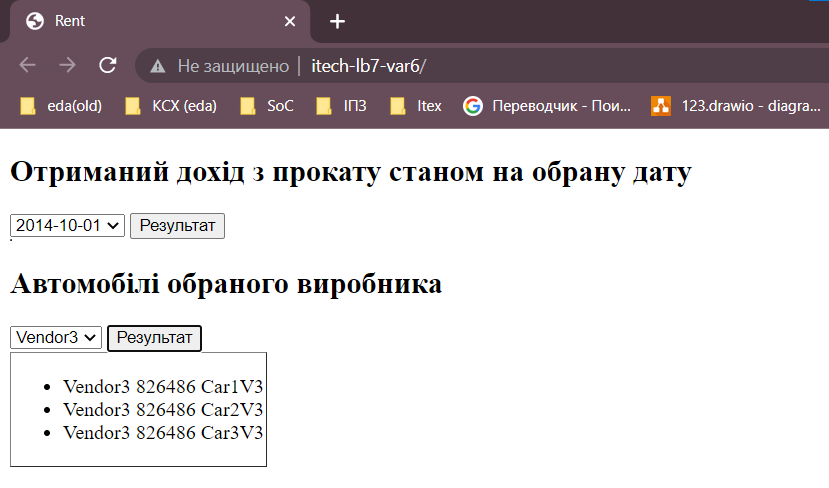 Rent
Не защищено itech-lb7-var6/
eda(old) КСХ (eda) SoC ІПЗ Itex Переводчик - Пои... 123.drawio - diagra...
Отриманий дохід з прокату станом на обрану дату
2014-10-01 Результат
Автомобілі обраного виробника
Vendor3 Результат
Vendor3 826486 Car1V3
Vendor3 826486 Car2V3
Vendor3 826486 Car3V3